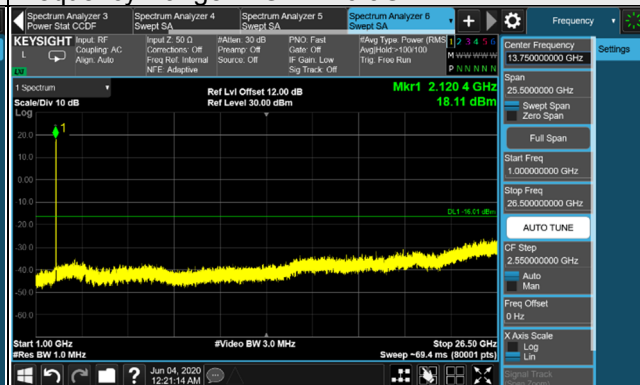 Spectrum Analyzer 3
Power Stat CCDF
Spectrum Analyzer 4
Swept SA
Spectrum Analyzer 5
Swept SA
Spectrum Analyzer 6
Swept SA
Frequency
Settings
KEYSIGHT
L
Input: RF
Coupling: AC
Align: Auto
Input Z: 50 Ω
Corrections: Off
Freq Ref: Internal
NFE: Adaptive
#Atten: 30 dB
Preamp: Off
Source: Off
PNO: Fast
Gate: Off
IF Gain: Low
Sig Track: Off
#Avg Type: Power (RMS
Avg|Hold:>100/100
Trig: Free Run
1 2 3 4 5 6
M W W W W W
P N N N N N
1 Spectrum
Scale/Div 10 dB
Log
Ref Lvl Offset 12.00 dB
Ref Level 30.00 dBm
Mkr1 2.120 4 GHz
18.11 dBm
1
20.0
10.0
0.00
-10.0
-20.0
-30.0
-40.0
-50.0
-60.0
DL1 -16.01 dBm
Start 1.00 GHz
#Res BW 1.0 MHz
#Video BW 3.0 MHz
Stop 26.50 GHz
Sweep ~69.4 ms (80001 pts)
Center Frequency
13.750000000 GHz
Span
25.5000000 GHz
Swept Span
Zero Span
Full Span
Start Freq
1.000000000 GHz
Stop Freq
26.500000000 GHz
AUTO TUNE
CF Step
2.550000000 GHz
Auto
Man
Freq Offset
0 Hz
X Axis Scale
Log
Lin
Signal Track
Jun 04, 2020
12:21:14 AM